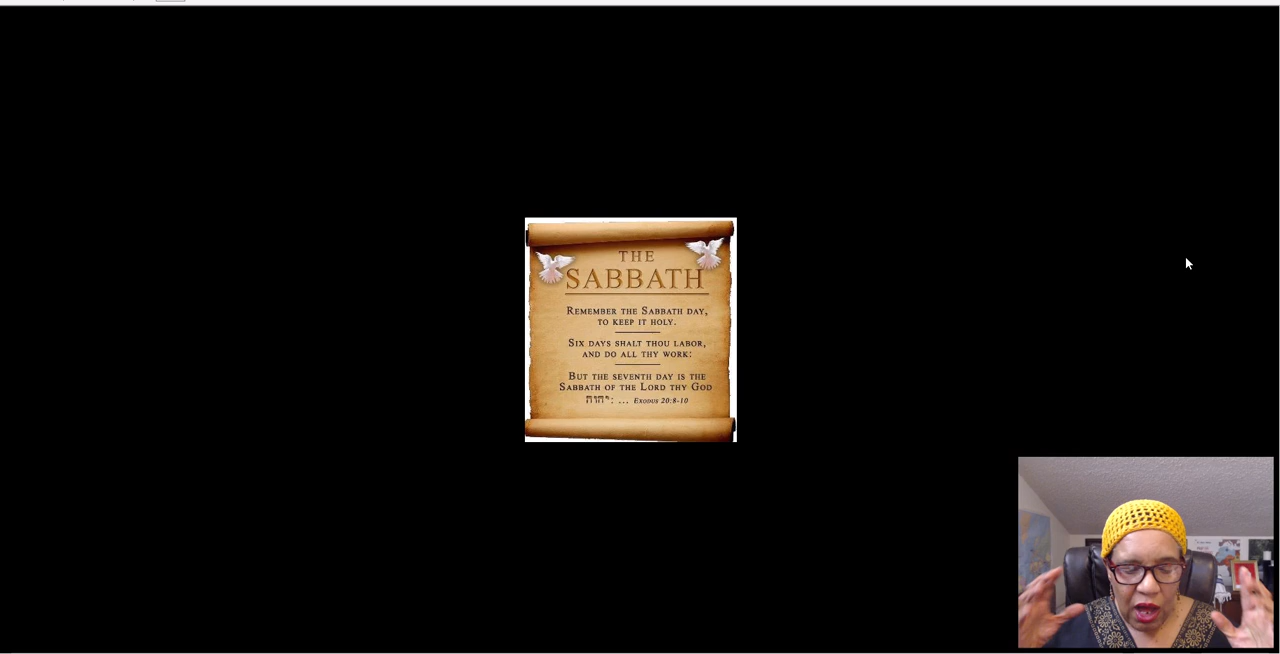 THE
SABBATH
REMEMBER THE SABBATH DAY,
TO KEEP IT HOLY.
SIX DAYS SHALT THOU LABOR,
AND DO ALL THY WORK:
BUT THE SEVENTH DAY IS THE
SABBATH OF THE LORD THY GOD
יהוה: ... EXODUS 20:8-10